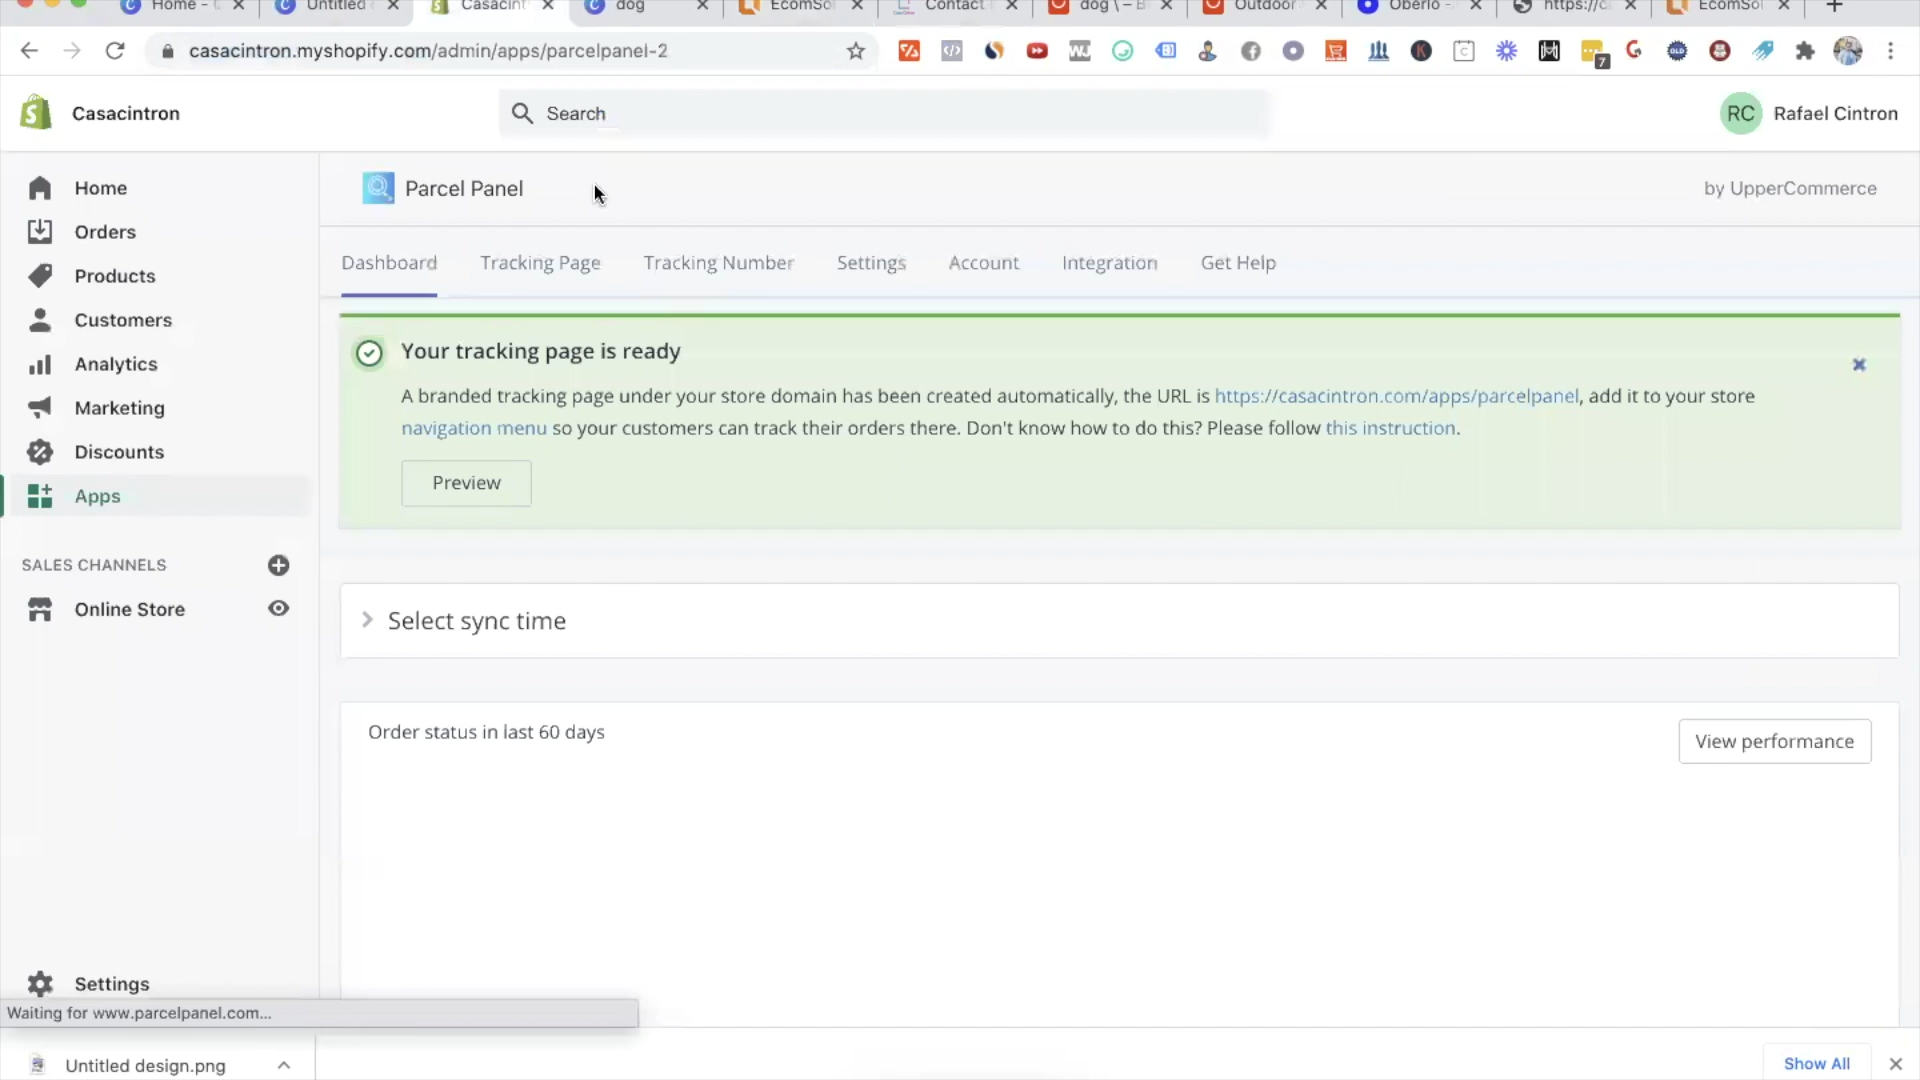 Home -
Untitled
Casacint
dog
EcomSol
Contact
dog \ – B
Outdoor
Oberlo -
https://c
EcomSol
casacintron.myshopify.com/admin/apps/parcelpanel-2
7
Casacintron
Search
RC
Rafael Cintron
Home
Orders
Products
Customers
Analytics
Marketing
Discounts
Apps
SALES CHANNELS
Online Store
Settings
Parcel Panel
by UpperCommerce
Dashboard
Tracking Page
Tracking Number
Settings
Account
Integration
Get Help
Your tracking page is ready
A branded tracking page under your store domain has been created automatically, the URL is https://casacintron.com/apps/parcelpanel, add it to your store
navigation menu so your customers can track their orders there. Don't know how to do this? Please follow this instruction.
Preview
Select sync time
Order status in last 60 days
View performance
Waiting for www.parcelpanel.com...
Untitled design.png
Show All